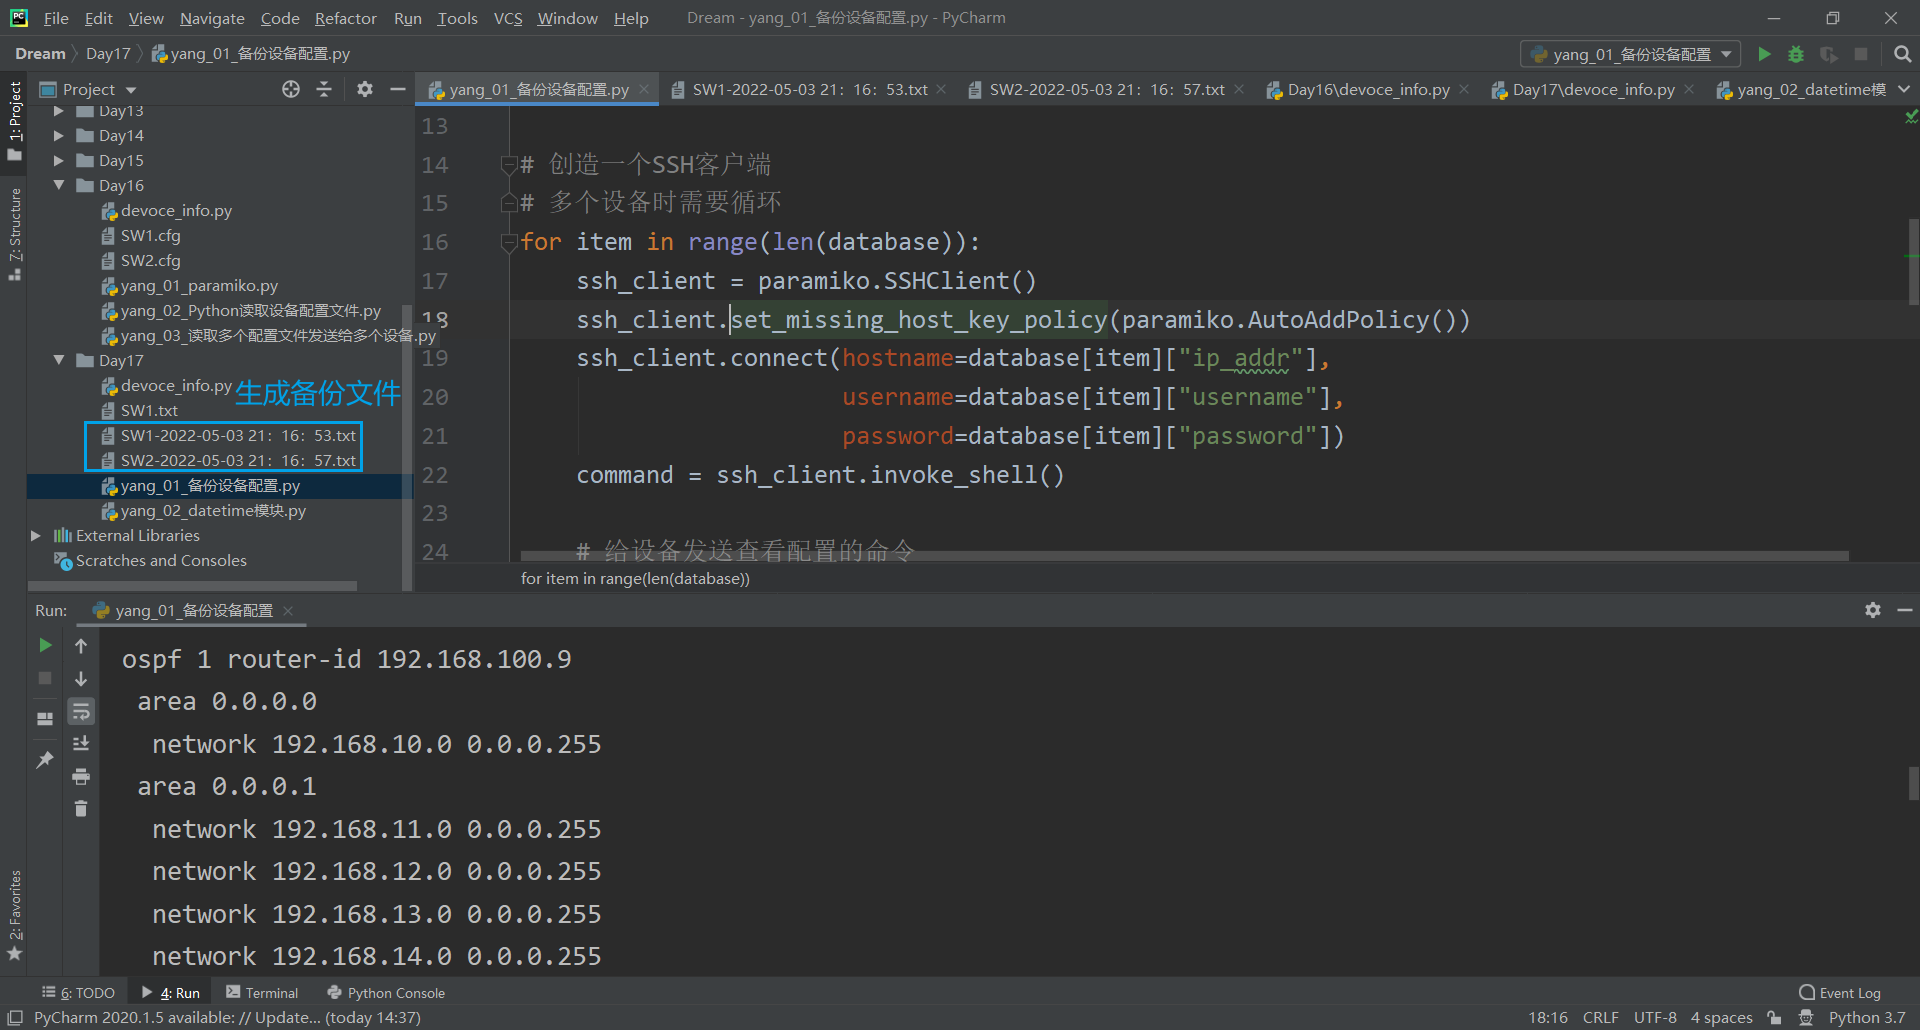 File Edit View Navigate Code Refactor Run Tools VCS Window Help Dream - yang_01_备份设备配置.py - PyCharm
Dream Day17 yang_01_备份设备配置.py yang_01_备份设备配置
1: Project
7: Structure
2: Favorites
Project
Day13
Day14
Day15
Day16
devoce_info.py
SW1.cfg
SW2.cfg
yang_01_paramiko.py
yang_02_Python读取设备配置文件.py
yang_03_读取多个配置文件发送给多个设备.py
Day17
devoce_info.py 生成备份文件
SW1.txt
SW1-2022-05-03 21：16：53.txt
SW2-2022-05-03 21：16：57.txt
yang_01_备份设备配置.py
yang_02_datetime模块.py
External Libraries
Scratches and Consoles
yang_01_备份设备配置.py SW1-2022-05-03 21：16：53.txt SW2-2022-05-03 21：16：57.txt Day16\devoce_info.py Day17\devoce_info.py yang_02_datetime模
13
14 # 创造一个SSH客户端
15 # 多个设备时需要循环
16 for item in range(len(database)):
17 ssh_client = paramiko.SSHClient()
18 ssh_client.set_missing_host_key_policy(paramiko.AutoAddPolicy())
19 ssh_client.connect(hostname=database[item]["ip_addr"],
20 username=database[item]["username"],
21 password=database[item]["password"])
22 command = ssh_client.invoke_shell()
23
24 # 给设备发送查看配置的命令
for item in range(len(database))
Run: yang_01_备份设备配置
ospf 1 router-id 192.168.100.9
area 0.0.0.0
network 192.168.10.0 0.0.0.255
area 0.0.0.1
network 192.168.11.0 0.0.0.255
network 192.168.12.0 0.0.0.255
network 192.168.13.0 0.0.0.255
network 192.168.14.0 0.0.0.255
6: TODO 4: Run Terminal Python Console Event Log
PyCharm 2020.1.5 available: // Update... (today 14:37) 18:16 CRLF UTF-8 4 spaces Python 3.7